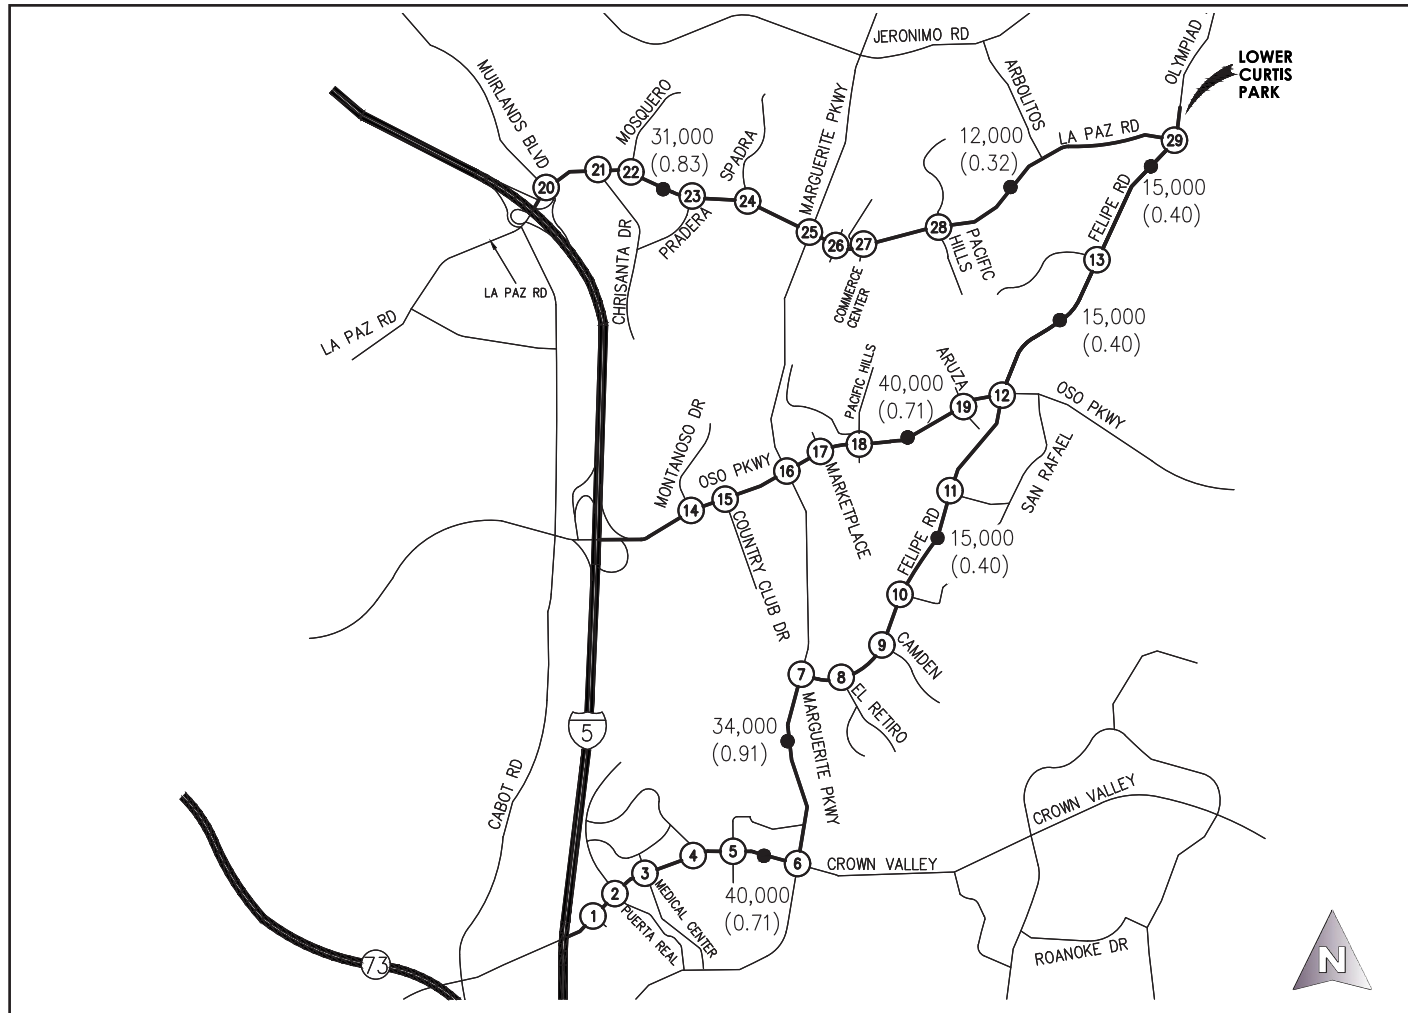 JERONIMO RD
OLYMPIAD
LOWER
CURTIS
PARK
MUIRLANDS BLVD
MOSQUERO
ARBOLITOS
MARGUERITE PKWY
31,000
(0.83)
SPADRA
12,000
(0.32)
LA PAZ RD
29
20
21
22
23
24
25
26
27
28
FELIPE RD
15,000
(0.40)
CHRISANTA DR
PRADERA
PACIFIC
HILLS
COMMERCE
CENTER
13
LA PAZ RD
LA PAZ RD
15,000
(0.40)
PACIFIC HILLS
40,000
(0.71)
ARUZA
19
12
OSO PKWY
MONTANOSO DR
OSO PKWY
14
15
16
17
18
MARKETPLACE
COUNTRY CLUB DR
SAN RAFAEL
11
FELIPE RD
15,000
(0.40)
10
9
CAMDEN
7
8
EL RETIRO
34,000
(0.91)
MARGUERITE PKWY
5
CABOT RD
CROWN VALLEY
1
2
3
4
5
6
CROWN VALLEY
40,000
(0.71)
MEDICAL CENTER
PUERTA REAL
ROANOKE DR
73
N